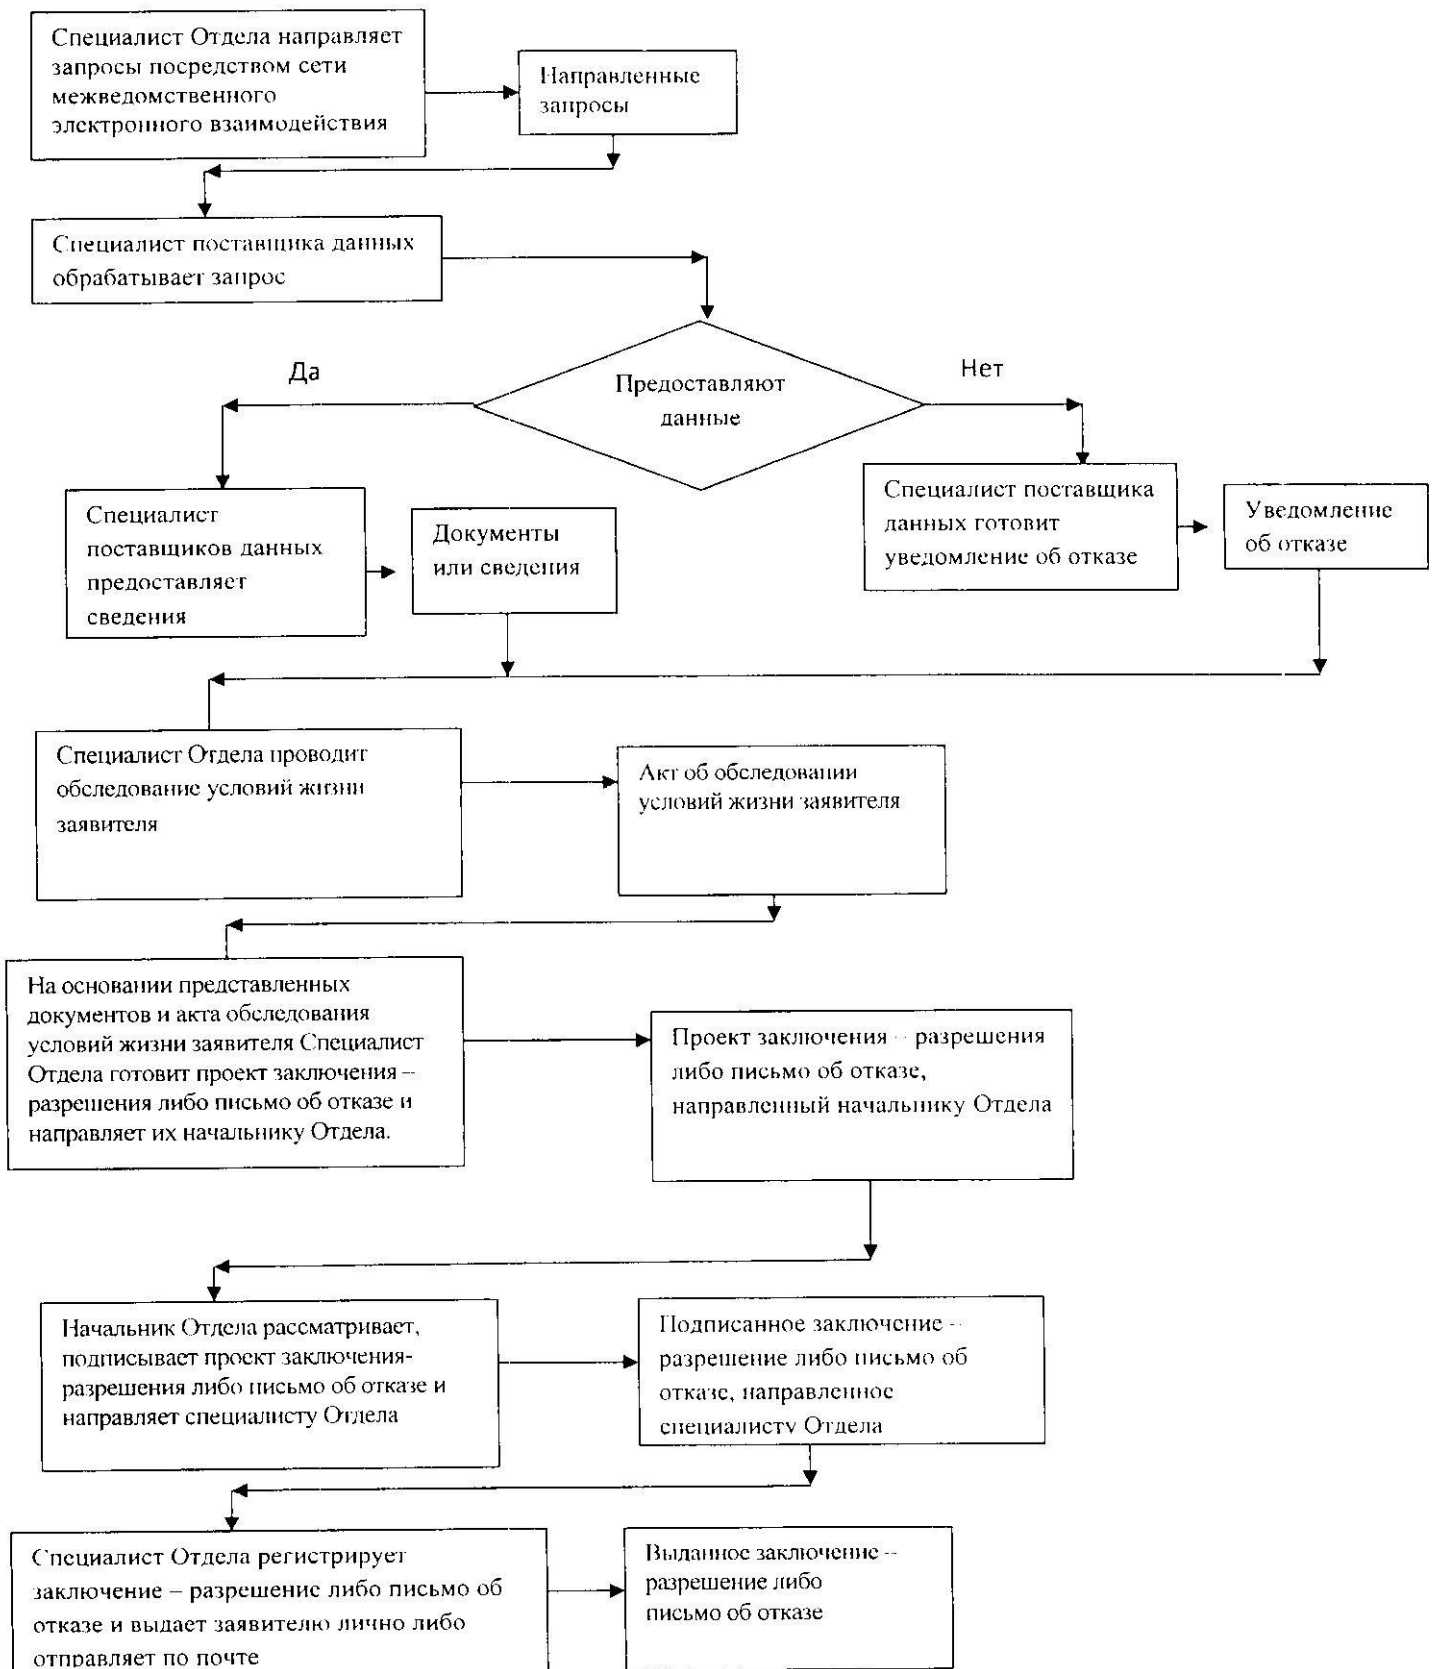 Специалист Отдела направляет
запросы посредством сети
межведомственного
электронного взаимодействия
Направленные
запросы
Специалист поставщика данных
обрабатывает запрос
Да
Предоставляют
данные
Нет
Специалист
поставщиков данных
предоставляет
сведения
Документы
или сведения
Специалист поставщика
данных готовит
уведомление об отказе
Уведомление
об отказе
Специалист Отдела проводит
обследование условий жизни
заявителя
Акт об обследовании
условий жизни заявителя
На основании представленных
документов и акта обследования
условий жизни заявителя Специалист
Отдела готовит проект заключения –
разрешения либо письмо об отказе и
направляет их начальнику Отдела.
Проект заключения – разрешения
либо письмо об отказе,
направленный начальнику Отдела
Начальник Отдела рассматривает,
подписывает проект заключения-
разрешения либо письмо об отказе и
направляет специалисту Отдела
Подписанное заключение –
разрешение либо письмо об
отказе, направленное
специалисту Отдела
Специалист Отдела регистрирует
заключение – разрешение либо письмо об
отказе и выдает заявителю лично либо
отправляет по почте
Выданное заключение –
разрешение либо
письмо об отказе